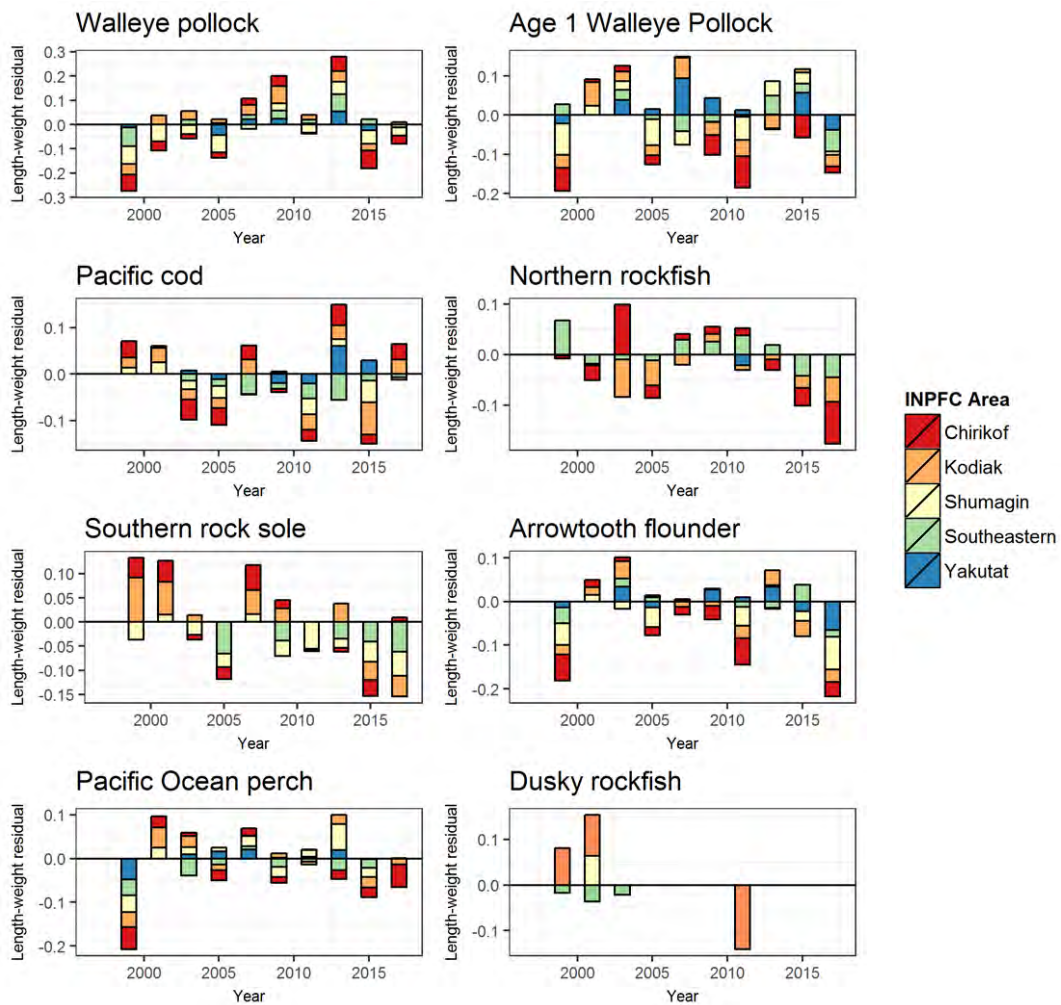 Walleye pollock
Length-weight residual
0.3
0.2
0.1
0.0
-0.1
-0.2
-0.3
2000 2005 2010 2015
Year
Age 1 Walleye Pollock
Length-weight residual
0.1
0.0
-0.1
-0.2
2000 2005 2010 2015
Year
Pacific cod
Length-weight residual
0.1
0.0
-0.1
2000 2005 2010 2015
Year
Northern rockfish
Length-weight residual
0.1
0.0
-0.1
2000 2005 2010 2015
Year
Southern rock sole
Length-weight residual
0.10
0.05
0.00
-0.05
-0.10
-0.15
2000 2005 2010 2015
Year
Arrowtooth flounder
Length-weight residual
0.1
0.0
-0.1
-0.2
2000 2005 2010 2015
Year
Pacific Ocean perch
Length-weight residual
0.1
0.0
-0.1
-0.2
2000 2005 2010 2015
Year
Dusky rockfish
Length-weight residual
0.1
0.0
-0.1
2000 2005 2010 2015
Year
INPFC Area
Chirikof
Kodiak
Shumagin
Southeastern
Yakutat